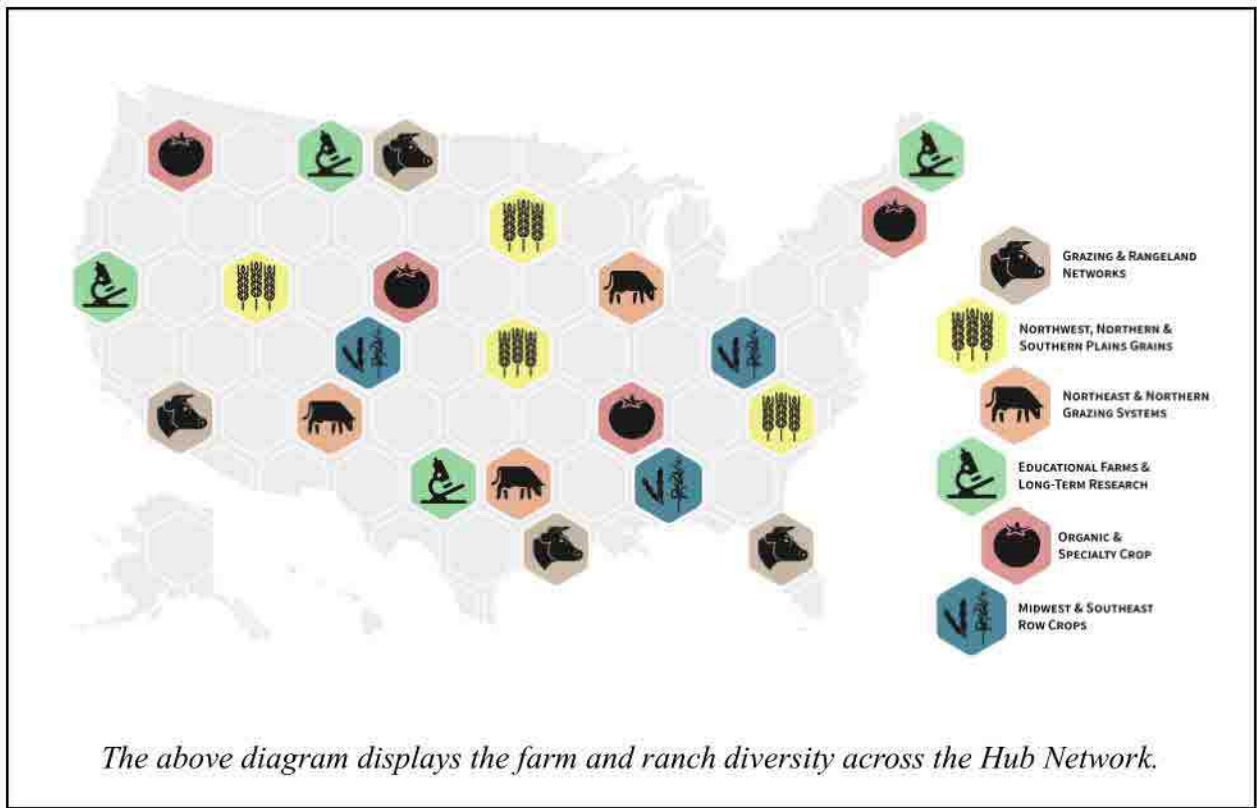 GRAZING & RANGELAND
NETWORKS
NORTHWEST, NORTHERN &
SOUTHERN PLAINS GRAINS
NORTHEAST & NORTHERN
GRAZING SYSTEMS
EDUCATIONAL FARMS &
LONG-TERM RESEARCH
ORGANIC &
SPECIALTY CROP
MIDWEST & SOUTHEAST
ROW CROPS
The above diagram displays the farm and ranch diversity across the Hub Network.